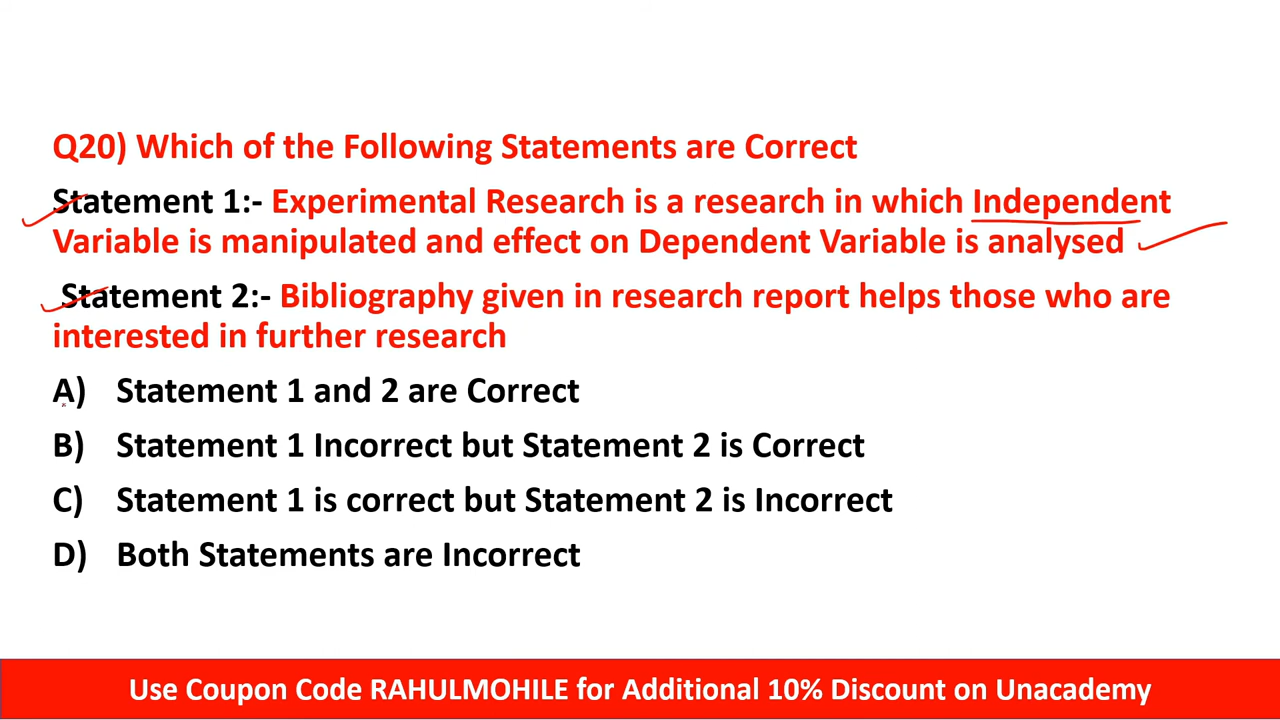 Q20) Which of the Following Statements are Correct
Statement 1:- Experimental Research is a research in which Independent
Variable is manipulated and effect on Dependent Variable is analysed
Statement 2:- Bibliography given in research report helps those who are
interested in further research
A) Statement 1 and 2 are Correct
B) Statement 1 Incorrect but Statement 2 is Correct
C) Statement 1 is correct but Statement 2 is Incorrect
D) Both Statements are Incorrect
Use Coupon Code RAHULMOHILE for Additional 10% Discount on Unacademy